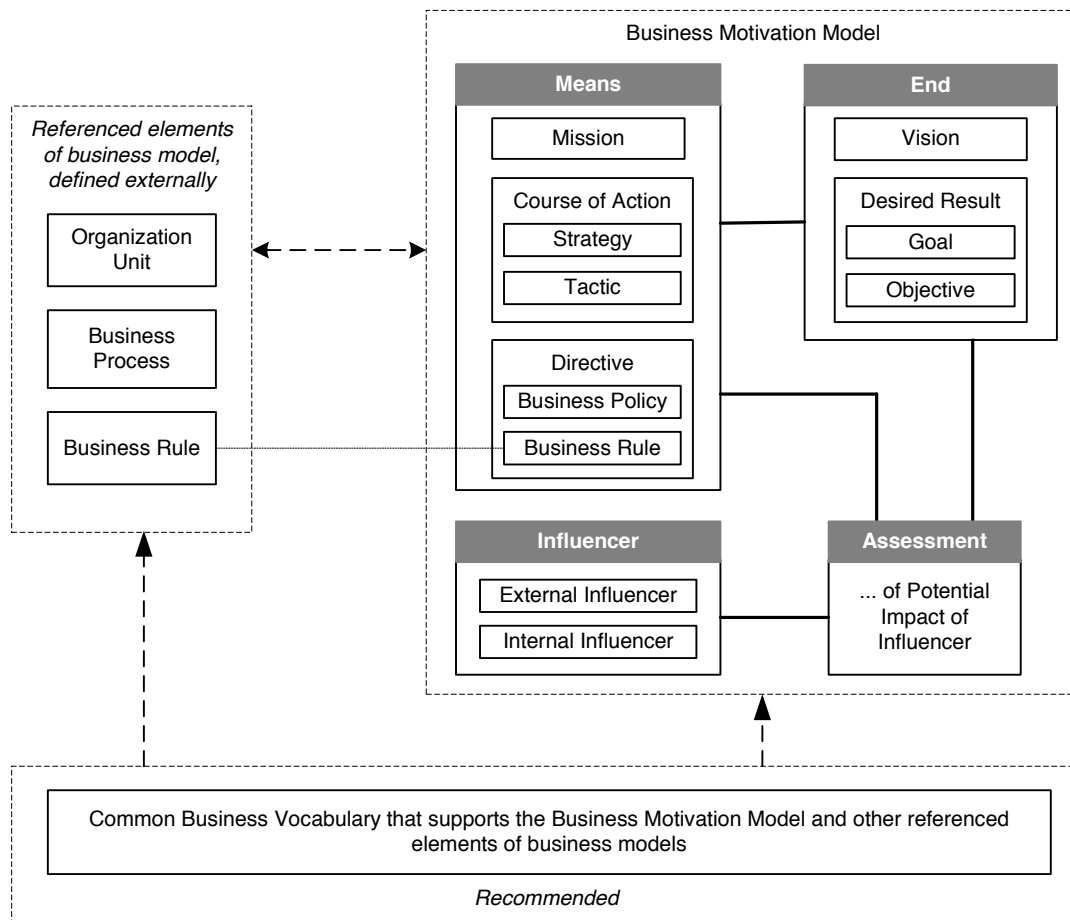 Business Motivation Model
Referenced elements
of business model,
defined externally
Organization
Unit
Business
Process
Business Rule
Means
Mission
Course of Action
Strategy
Tactic
Directive
Business Policy
Business Rule
End
Vision
Desired Result
Goal
Objective
Influencer
External Influencer
Internal Influencer
Assessment
... of Potential
Impact of
Influencer
Common Business Vocabulary that supports the Business Motivation Model and other referenced
elements of business models
Recommended